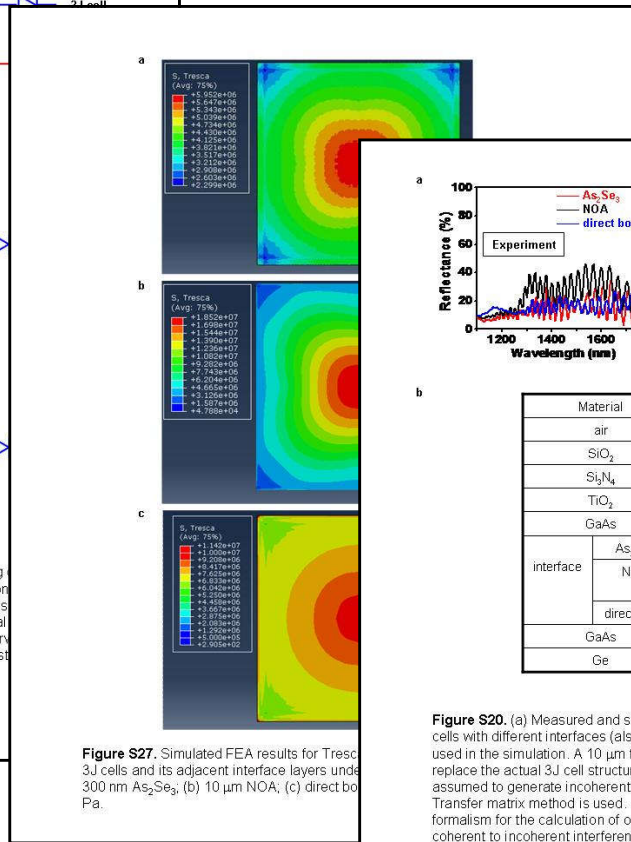 3J cell
a
S, Tresca
(Avg: 75%)
+5.952e+06
+5.647e+06
+5.343e+06
+5.039e+06
+4.734e+06
+4.430e+06
+4.125e+06
+3.821e+06
+3.517e+06
+3.212e+06
+2.908e+06
+2.603e+06
+2.299e+06
b
S, Tresca
(Avg: 75%)
+1.852e+07
+1.698e+07
+1.544e+07
+1.390e+07
+1.236e+07
+1.082e+07
+9.282e+06
+7.743e+06
+6.204e+06
+4.665e+06
+3.126e+06
+1.587e+06
+4.788e+04
c
S, Tresca
(Avg: 75%)
+1.142e+07
+1.000e+07
+9.208e+06
+8.417e+06
+7.625e+06
+6.833e+06
+6.042e+06
+5.250e+06
+4.458e+06
+3.667e+06
+2.875e+06
+2.083e+06
+1.292e+06
+5.000e+05
+2.905e+02
Figure S27. Simulated FEA results for Tresc
3J cells and its adjacent interface layers unde
300 nm As₂Se₃; (b) 10 μm NOA; (c) direct bo
Pa.
a
100
80
60
40
20
0
Reflectance (%)
As₂Se₃
NOA
direct bo
Experiment
1200 1400 1600
Wavelength (nm)
b
Material
air
SiO₂
Si₃N₄
TiO₂
GaAs
interface
As
N
direc
GaAs
Ge
Figure S20. (a) Measured and s
cells with different interfaces (als
used in the simulation. A 10 μm f
replace the actual 3J cell structur
assumed to generate incoherent
Transfer matrix method is used.
formalism for the calculation of o
coherent to incoherent interferen